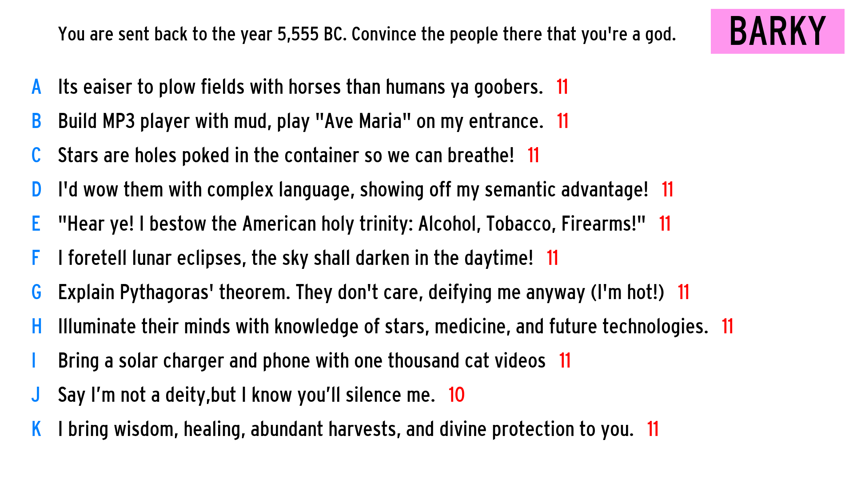 You are sent back to the year 5,555 BC. Convince the people there that you're a god.
BARKY
A Its eaiser to plow fields with horses than humans ya goobers. 11
B Build MP3 player with mud, play "Ave Maria" on my entrance. 11
C Stars are holes poked in the container so we can breathe! 11
D I'd wow them with complex language, showing off my semantic advantage! 11
E "Hear ye! I bestow the American holy trinity: Alcohol, Tobacco, Firearms!" 11
F I foretell lunar eclipses, the sky shall darken in the daytime! 11
G Explain Pythagoras' theorem. They don't care, deifying me anyway (I'm hot!) 11
H Illuminate their minds with knowledge of stars, medicine, and future technologies. 11
I Bring a solar charger and phone with one thousand cat videos 11
J Say I’m not a deity,but I know you’ll silence me. 10
K I bring wisdom, healing, abundant harvests, and divine protection to you. 11